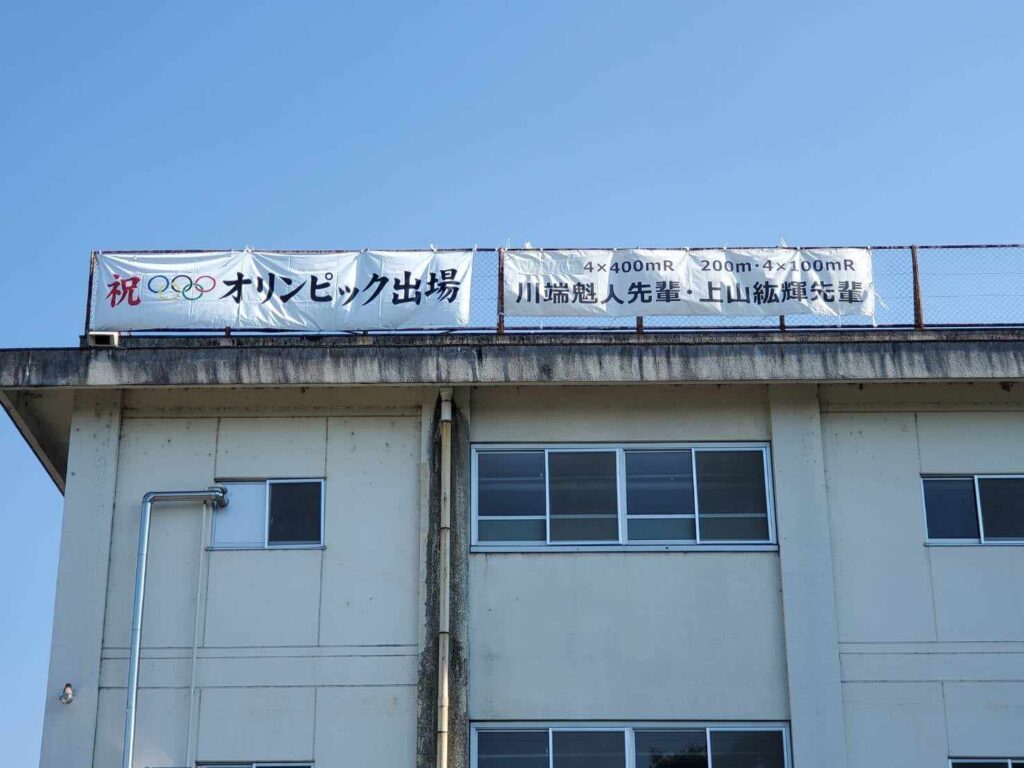 祝 オリンピック出場
4×400mR 200m・4×100mR
川端魁人先輩・上山紘輝先輩